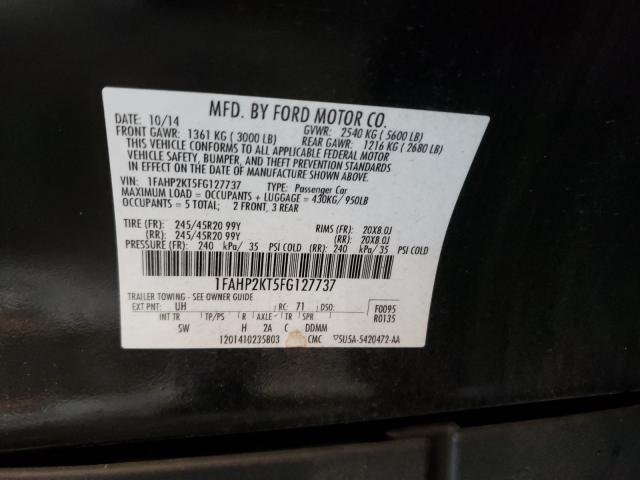 MFD. BY FORD MOTOR CO.
DATE: 10/14 GVWR: 2540 KG ( 5600 LB)
FRONT GAWR: 1361 KG ( 3000 LB) REAR GAWR: 1216 KG ( 2680 LB)
THIS VEHICLE CONFORMS TO ALL APPLICABLE FEDERAL MOTOR
VEHICLE SAFETY, BUMPER, AND THEFT PREVENTION STANDARDS
IN EFFECT ON THE DATE OF MANUFACTURE SHOWN ABOVE.
VIN: 1FAHP2KT5FG127737 TYPE: Passenger Car
MAXIMUM LOAD = OCCUPANTS + LUGGAGE = 430KG/ 950LB
OCCUPANTS = 5 TOTAL; 2 FRONT, 3 REAR
TIRE (FR): 245/45R20 99Y RIMS (FR): 20X8.0J
(RR): 245/45R20 99Y (RR): 20X8.0J
PRESSURE (FR): 240 kPa/ 35 PSI COLD (RR): 240 kPa/ 35 PSI COLD
1FAHP2KT5FG127737
TRAILER TOWING - SEE OWNER GUIDE
EXT PNT: UH RC: 71 DSO: F0095
INT TR TP/PS R AXLE TR SPR R0135
SW H 2A C DDMM
1201410235803 CMC 5U5A-5420472-AA